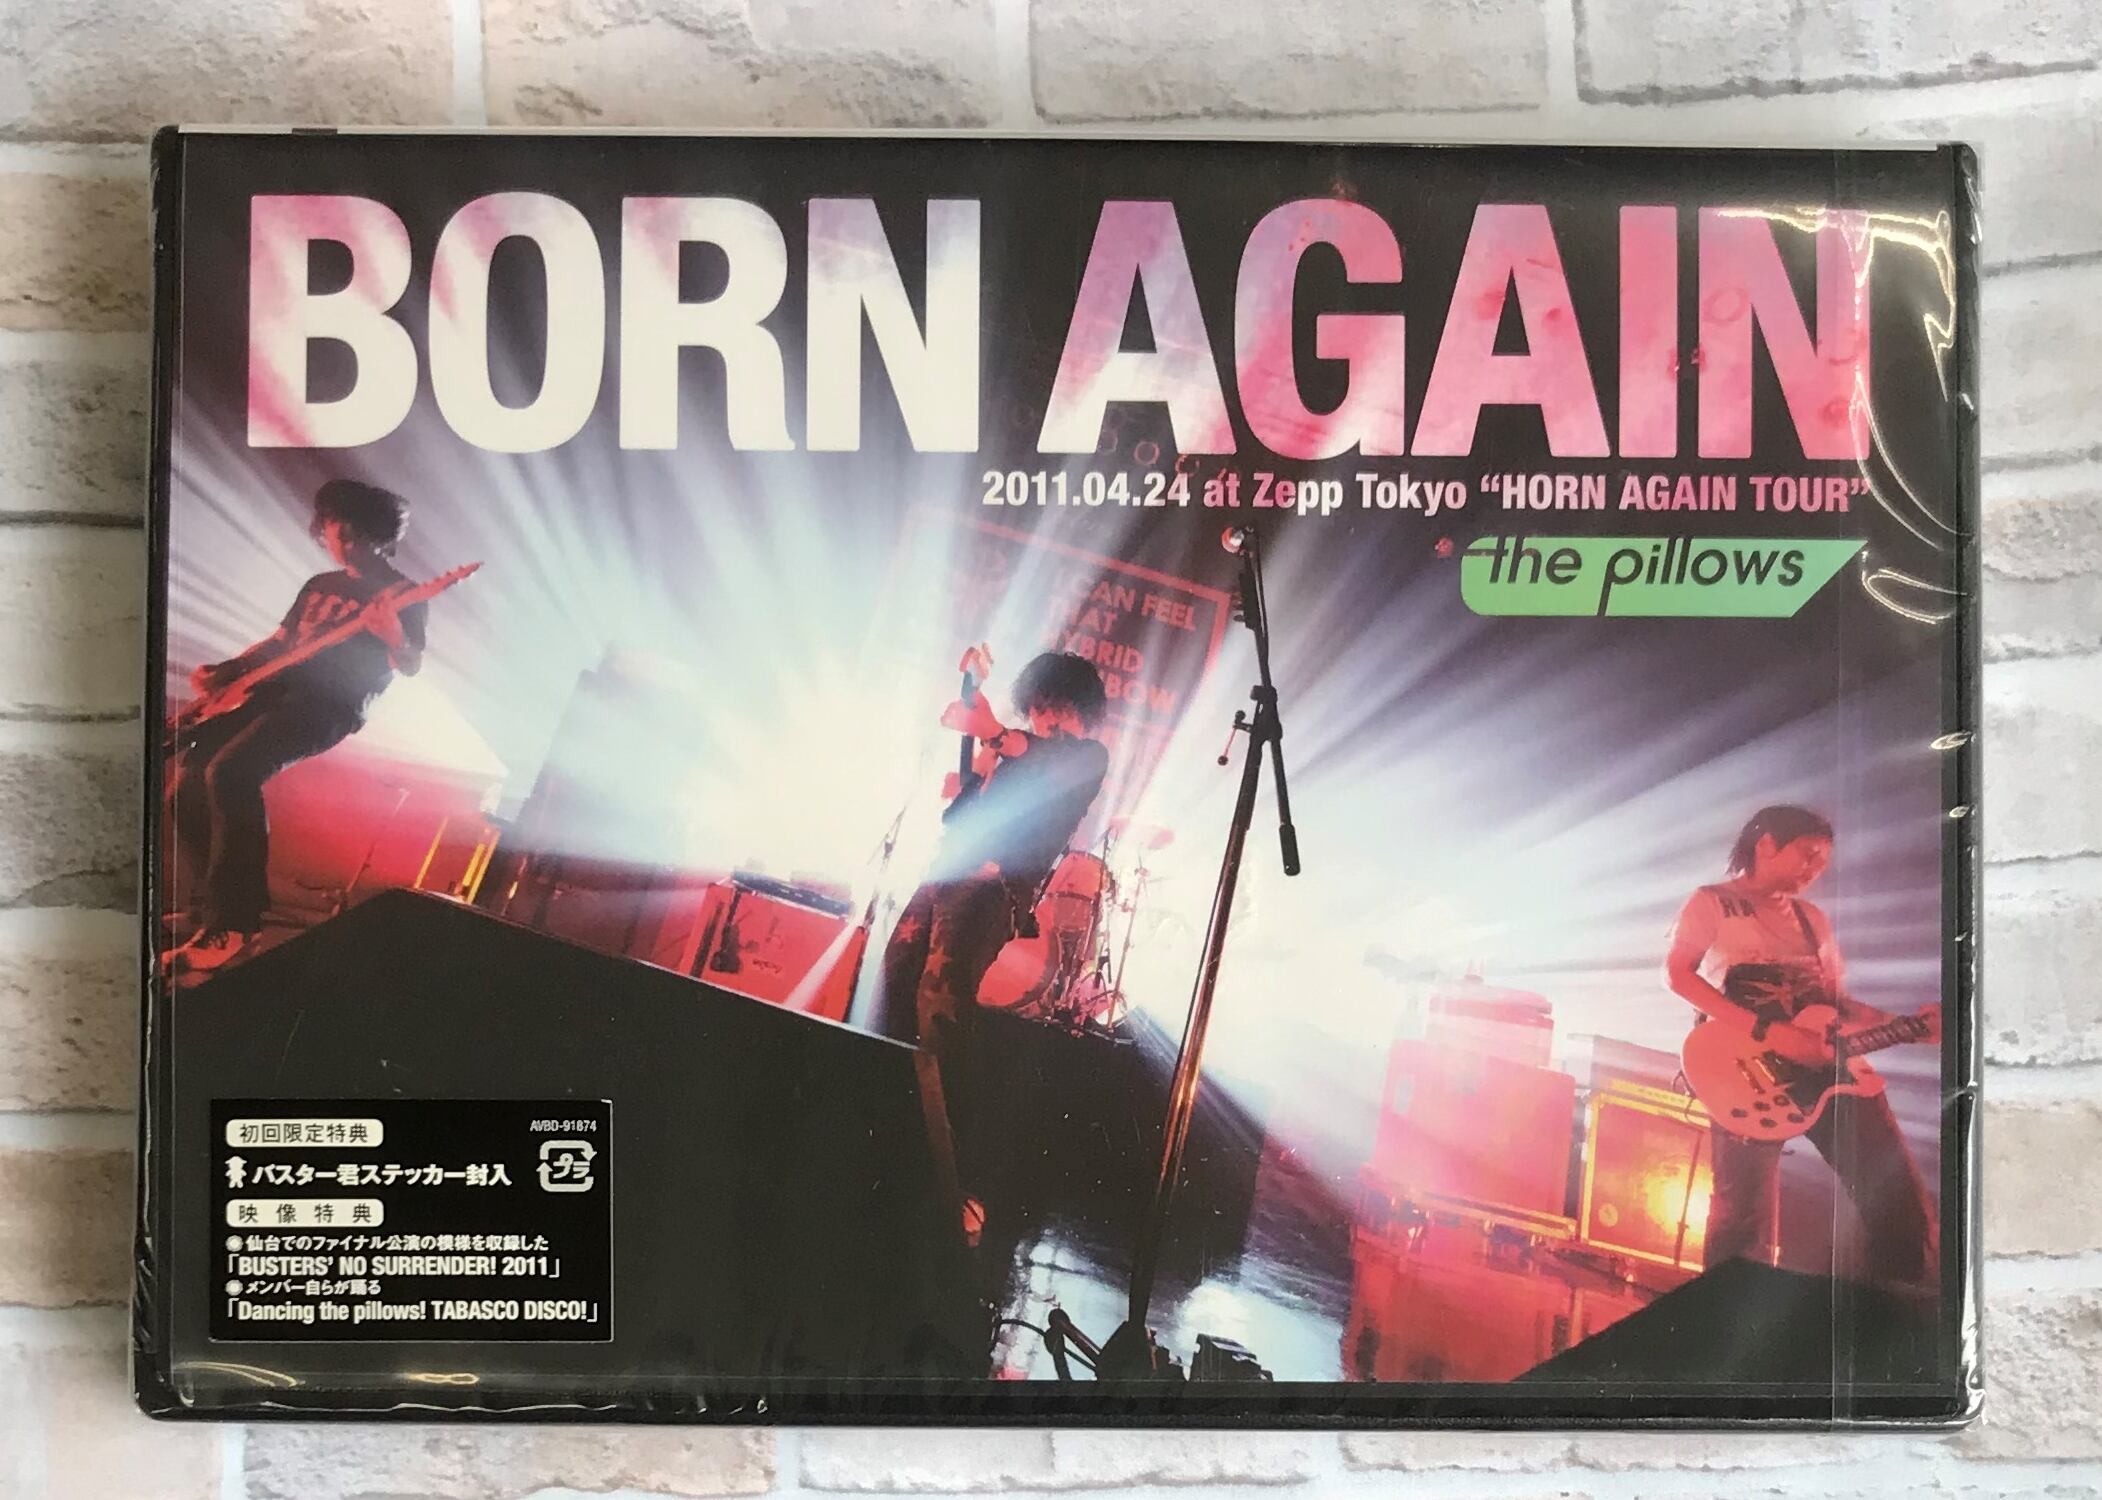 BORN AGAIN
2011.04.24 at Zepp Tokyo “HORN AGAIN TOUR”
the pillows
CAN FEEL
THAT
HYBRID
初回限定特典
AVBD-91874
バスター君ステッカー封入
プラ
映像特典
●仙台でのファイナル公演の模様を収録した
「BUSTERS’ NO SURRENDER! 2011」
●メンバー自らが踊る
「Dancing the pillows! TABASCO DISCO!」